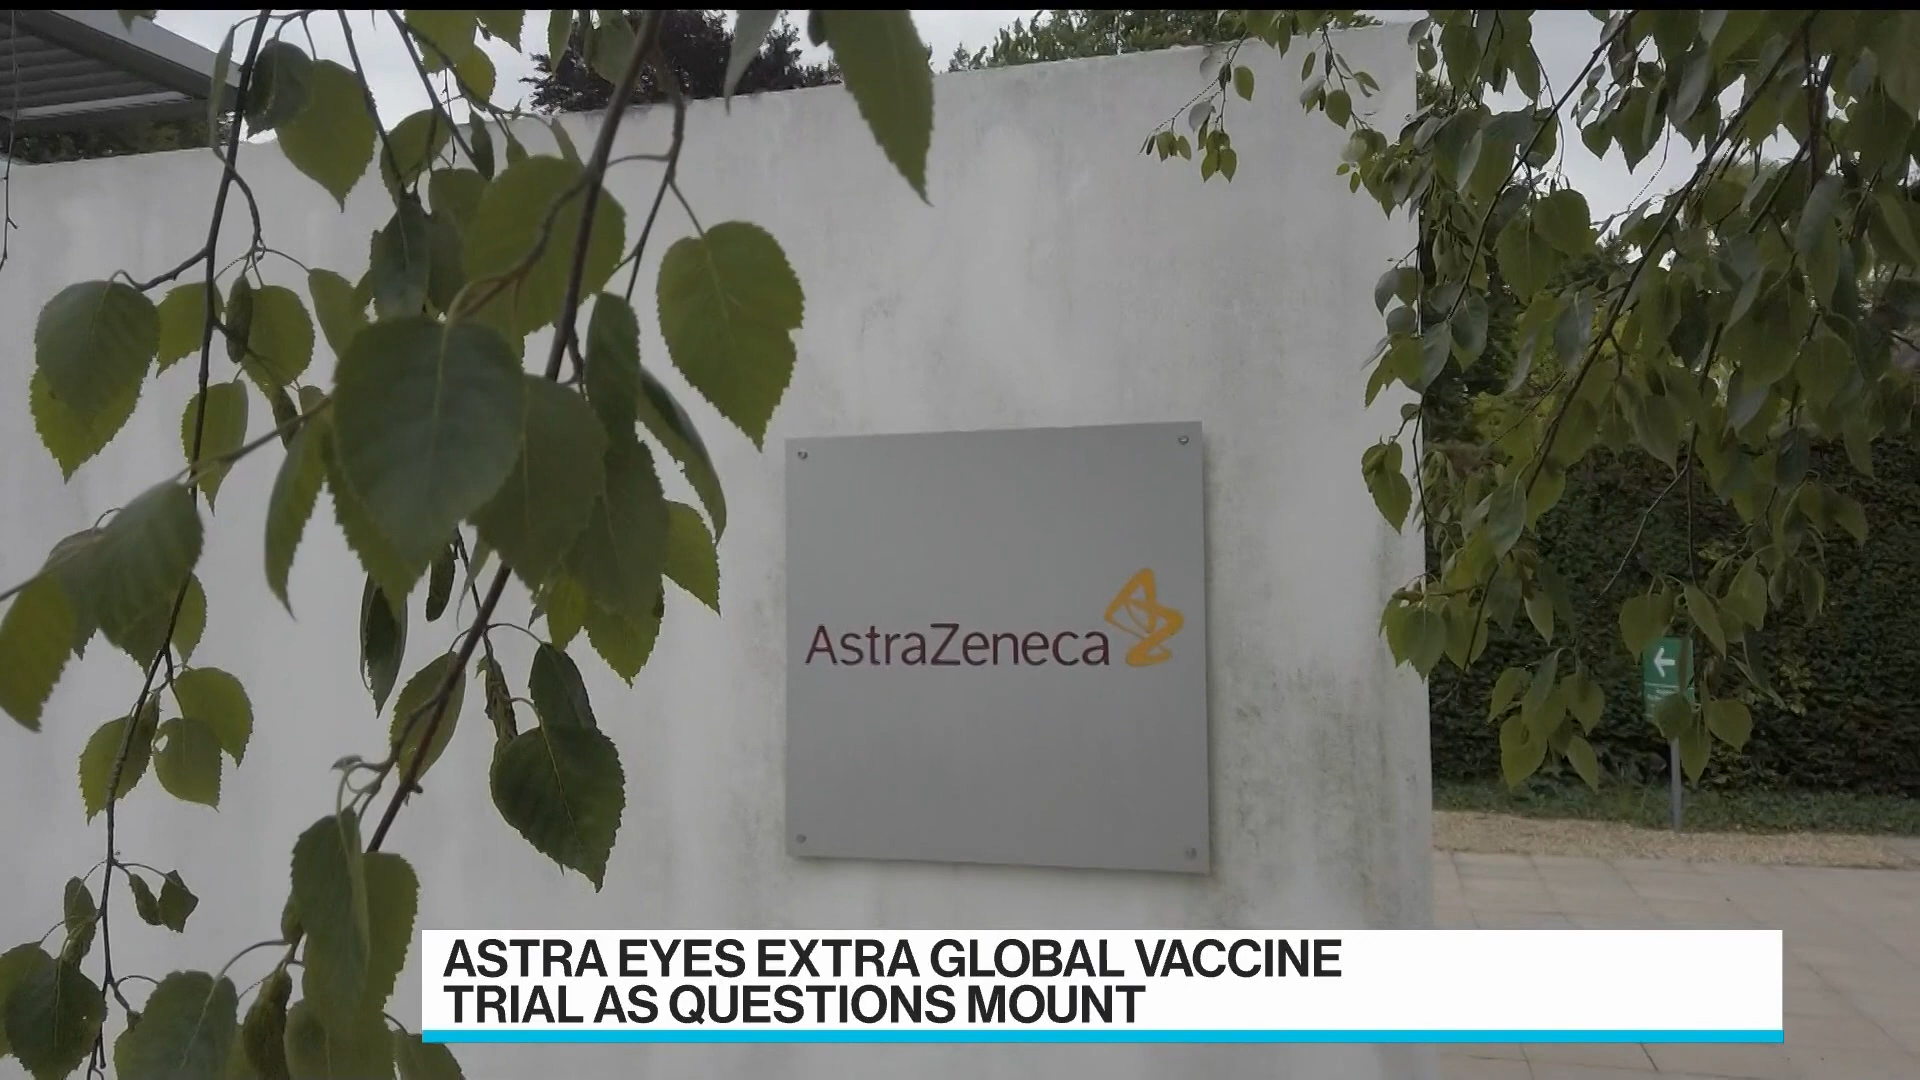 AstraZeneca
ASTRA EYES EXTRA GLOBAL VACCINE
TRIAL AS QUESTIONS MOUNT